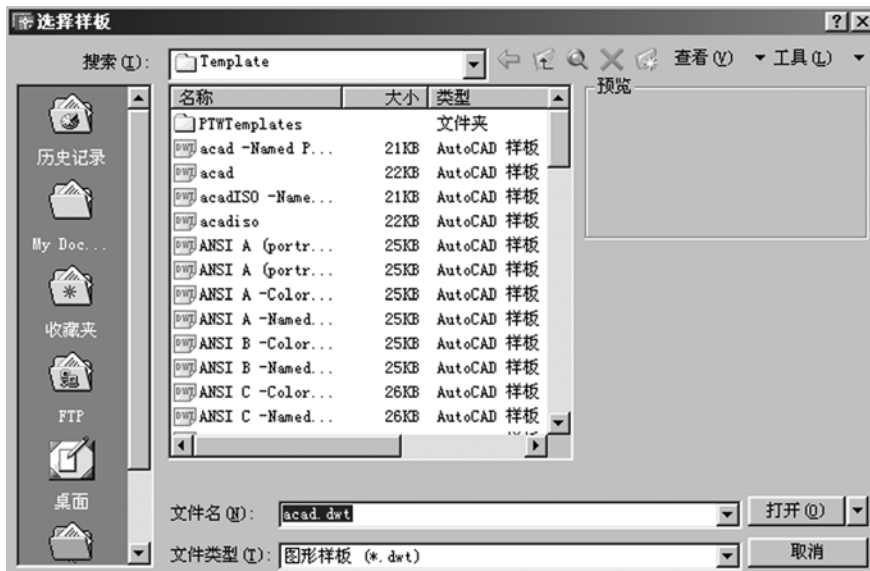 选择样板
搜索(I): Template 查看(V) 工具(L)
名称 大小 类型 预览
PTWTemplates 文件夹
acad -Named P... 21KB AutoCAD 样板
acad 22KB AutoCAD 样板
acadISO -Name... 21KB AutoCAD 样板
acadiso 22KB AutoCAD 样板
ANSI A (portr... 25KB AutoCAD 样板
ANSI A (portr... 25KB AutoCAD 样板
ANSI A -Color... 25KB AutoCAD 样板
ANSI A -Named... 25KB AutoCAD 样板
ANSI B -Color... 25KB AutoCAD 样板
ANSI B -Named... 25KB AutoCAD 样板
ANSI C -Color... 26KB AutoCAD 样板
ANSI C -Named... 26KB AutoCAD 样板
历史记录
My Doc...
收藏夹
FTP
桌面
文件名(N): acad.dwt 打开(O)
文件类型(T): 图形样板 (*.dwt) 取消